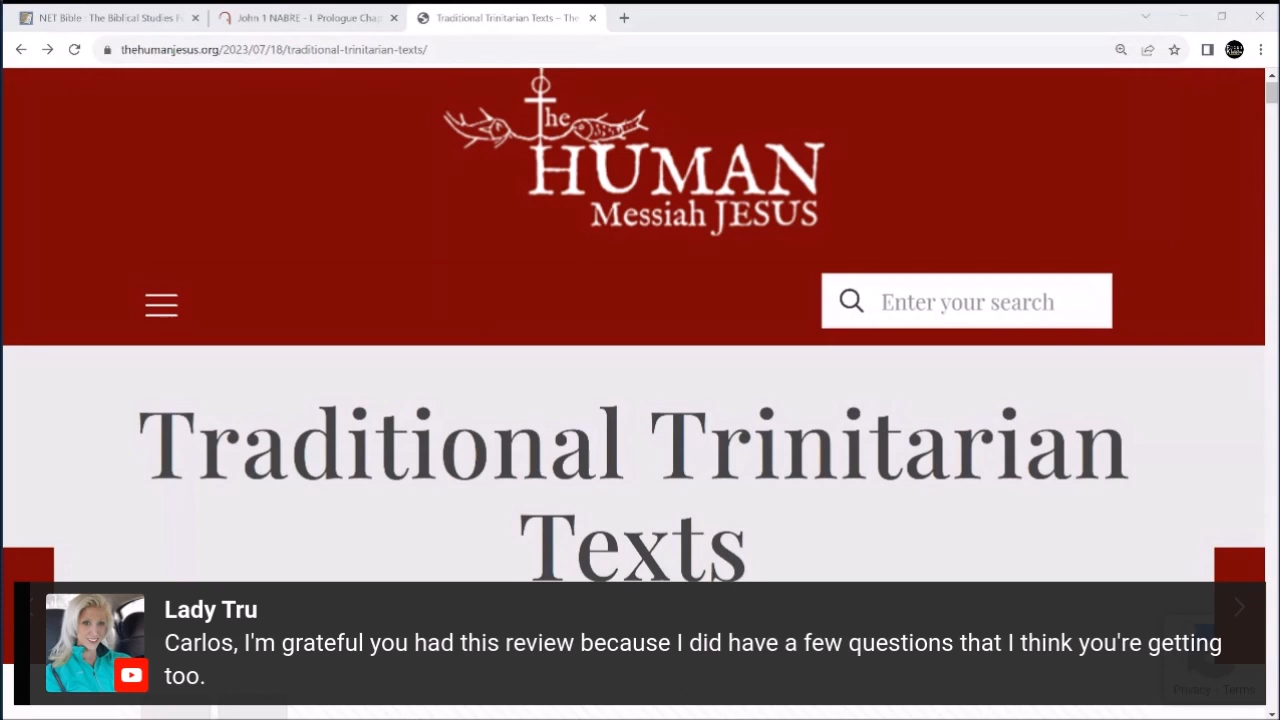 NET Bible : The Biblical Studies F
John 1 NABRE - I. Prologue Chap
Traditional Trinitarian Texts – The
thehumanjesus.org/2023/07/18/traditional-trinitarian-texts/
The
HUMAN
Messiah JESUS
Enter your search
Traditional Trinitarian
Texts
Lady Tru
Carlos, I'm grateful you had this review because I did have a few questions that I think you're getting
too.
Privacy - Terms